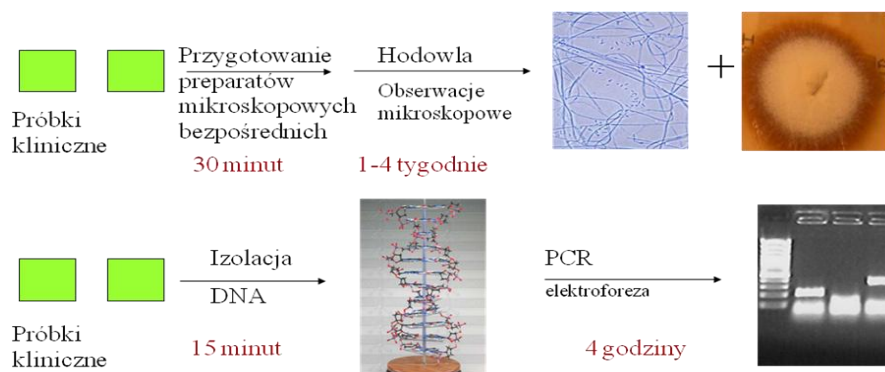 Próbki
kliniczne
Przygotowanie
preparatów
mikroskopowych
bezpośrednich
30 minut
Hodowla
Obserwacje
mikroskopowe
1-4 tygodnie
+
Próbki
kliniczne
Izolacja
DNA
15 minut
PCR
elektroforeza
4 godziny